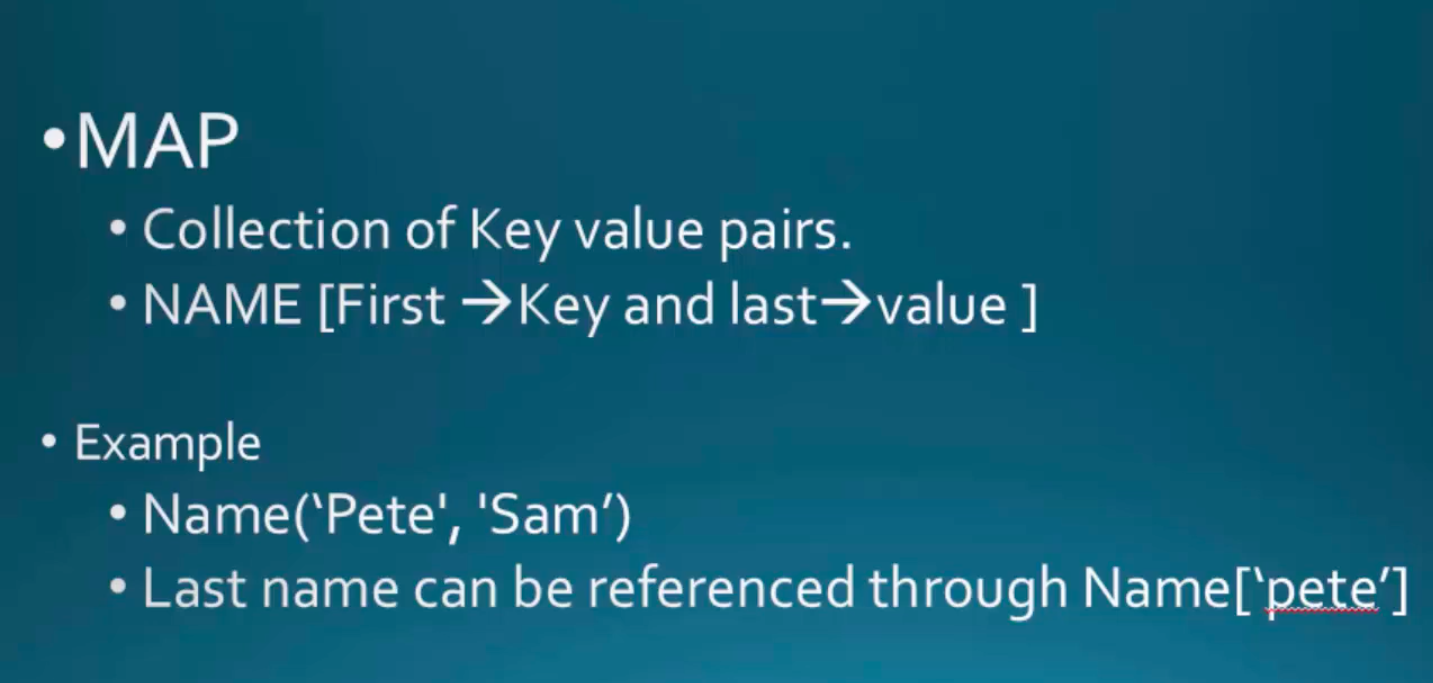 •MAP
• Collection of Key value pairs.
• NAME [First →Key and last→value ]
• Example
• Name(‘Pete', 'Sam’)
• Last name can be referenced through Name[‘pete’]